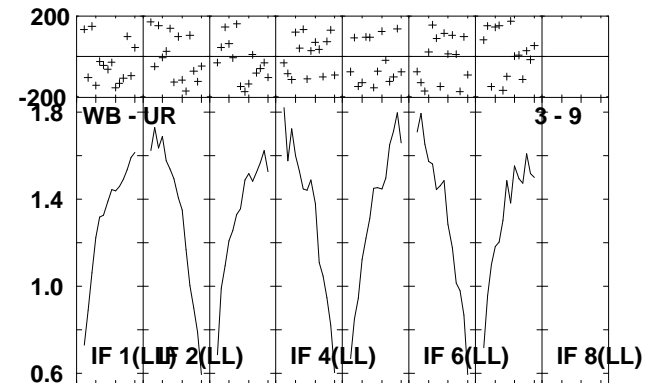 200
-200
1.8
WB - UR
3 - 9
1.4
1.0
0.6
IF 1(LL)
IF 2(LL)
IF 4(LL)
IF 6(LL)
IF 8(LL)